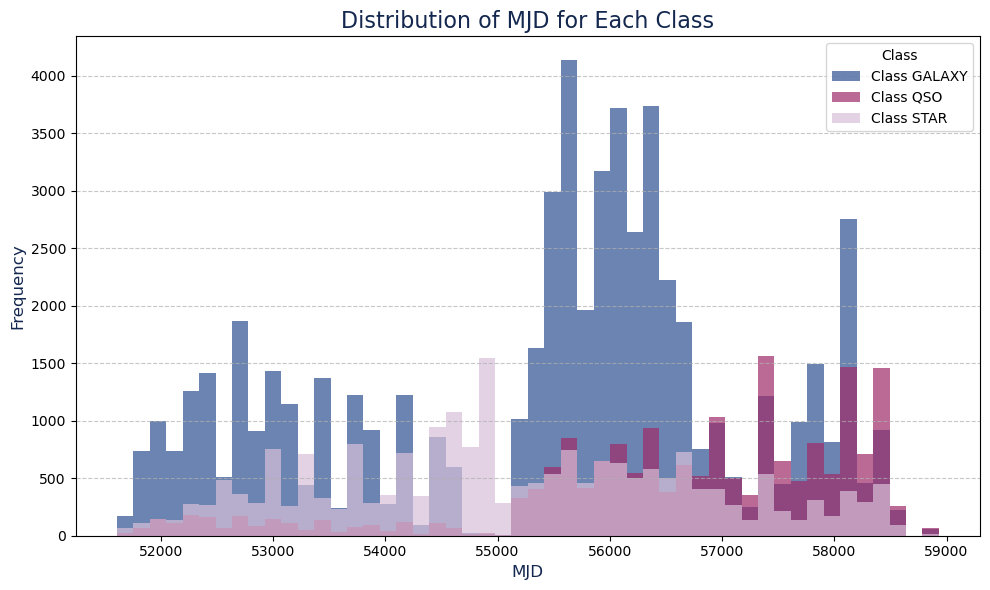 Distribution of MJD for Each Class
Class
Class GALAXY
Class QSO
Class STAR
Frequency
4000
3500
3000
2500
2000
1500
1000
500
0
52000 53000 54000 55000 56000 57000 58000 59000
MJD